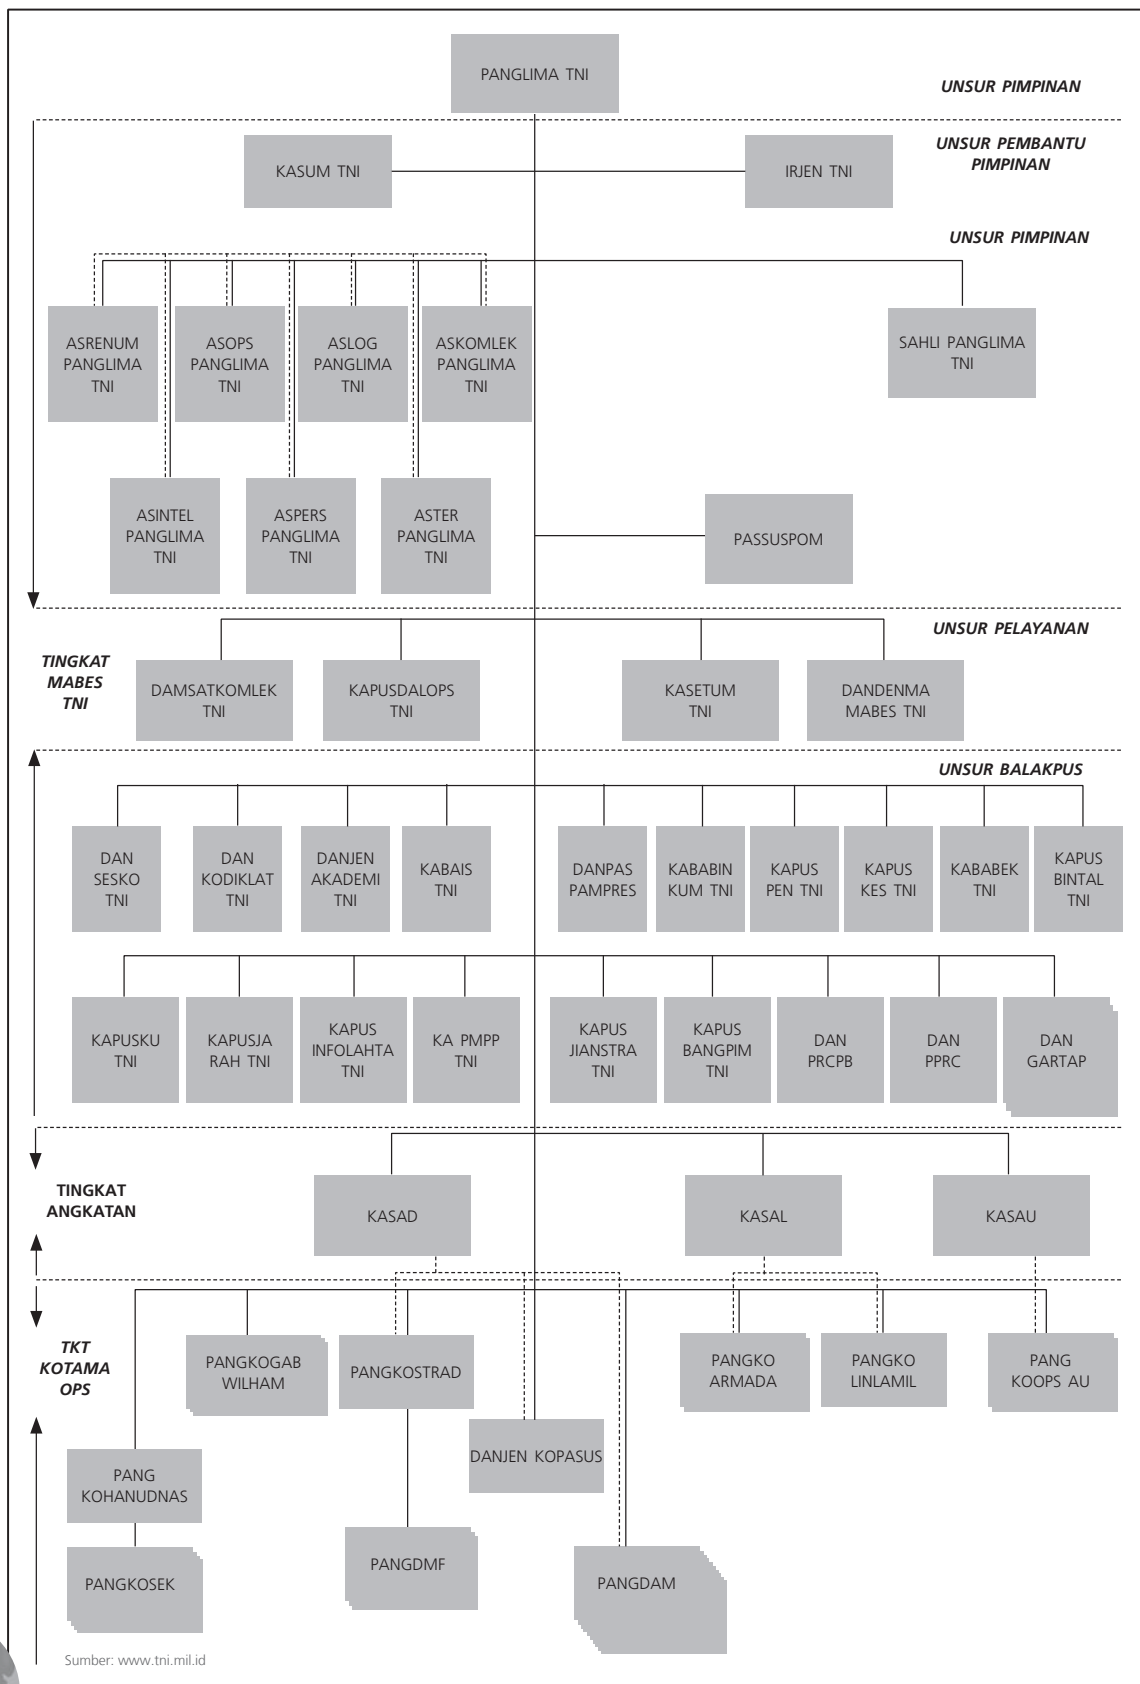 PANGLIMA TNI
UNSUR PIMPINAN
UNSUR PEMBANTU
PIMPINAN
KASUM TNI
IRJEN TNI
UNSUR PIMPINAN
ASRENUM
PANGLIMA
TNI
ASOPS
PANGLIMA
TNI
ASLOG
PANGLIMA
TNI
ASKOMLEK
PANGLIMA
TNI
SAHLI PANGLIMA
TNI
ASINTEL
PANGLIMA
TNI
ASPERS
PANGLIMA
TNI
ASTER
PANGLIMA
TNI
PASSUSPOM
UNSUR PELAYANAN
TINGKAT
MABES
TNI
DAMSATKOMLEK
TNI
KAPUSDALOPS
TNI
KASETUM
TNI
DANDENMA
MABES TNI
UNSUR BALAKPUS
DAN
SESKO
TNI
DAN
KODIKLAT
TNI
DANJEN
AKADEMI
TNI
KABAIS
TNI
DANPAS
PAMPRES
KABABIN
KUM TNI
KAPUS
PEN TNI
KAPUS
KES TNI
KABABEK
TNI
KAPUS
BINTAL
TNI
KAPUSKU
TNI
KAPUSJA
RAH TNI
KAPUS
INFOLAHTA
TNI
KA PMPP
TNI
KAPUS
JIANSTRA
TNI
KAPUS
BANGPIM
TNI
DAN
PRCPB
DAN
PPRC
DAN
GARTAP
TINGKAT
ANGKATAN
KASAD
KASAL
KASAU
TKT
KOTAMA
OPS
PANGKOGAB
WILHAM
PANGKOSTRAD
PANGKO
ARMADA
PANGKO
LINLAMIL
PANG
KOOPS AU
DANJEN KOPASUS
PANG
KOHANUDNAS
PANGKOSEK
PANGDMF
PANGDAM
Sumber: www.tni.mil.id